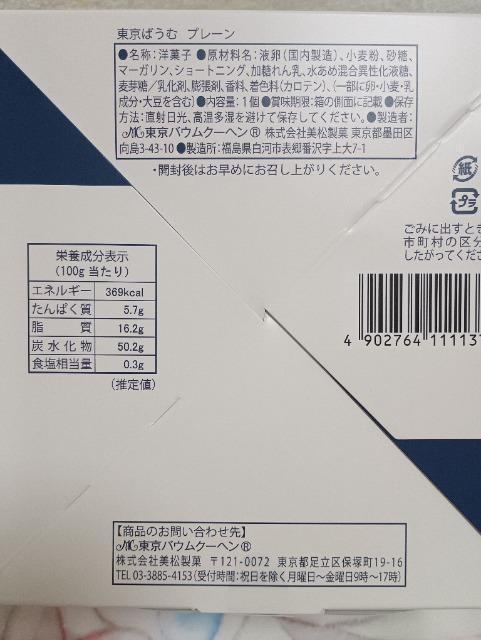 東京ばうむ プレーン
●名称:洋菓子 ●原材料名:液卵(国内製造)、小麦粉、砂糖、
マーガリン、ショートニング、加糖れん乳、水あめ混合異性化液糖、
麦芽糖/乳化剤、膨張剤、香料、着色料(カロテン)、(一部に卵・小麦・乳
成分・大豆を含む)●内容量:1個 ●賞味期限:箱の側面に記載 ●保存
方法:直射日光、高温多湿を避けて保存してください。●製造者:
東京バウムクーヘン® 株式会社美松製菓 東京都墨田区
向島3-43-10 ●製造所:福島県白河市表郷番沢字上大7-1
・開封後はお早めにお召し上がりください。
紙
プラ
ごみに出すとき
市町村の区分
したがってくださ
4 902764 11113
栄養成分表示
(100g 当たり)
エネルギー 369kcal
たんぱく質 5.7g
脂質 16.2g
炭水化物 50.2g
食塩相当量 0.3g
(推定値)
【商品のお問い合わせ先】
東京バウムクーヘン®
株式会社美松製菓 〒121-0072 東京都足立区保塚町19-16
TEL 03-3885-4153(受付時間:祝日を除く月曜日~金曜日9時~17時)